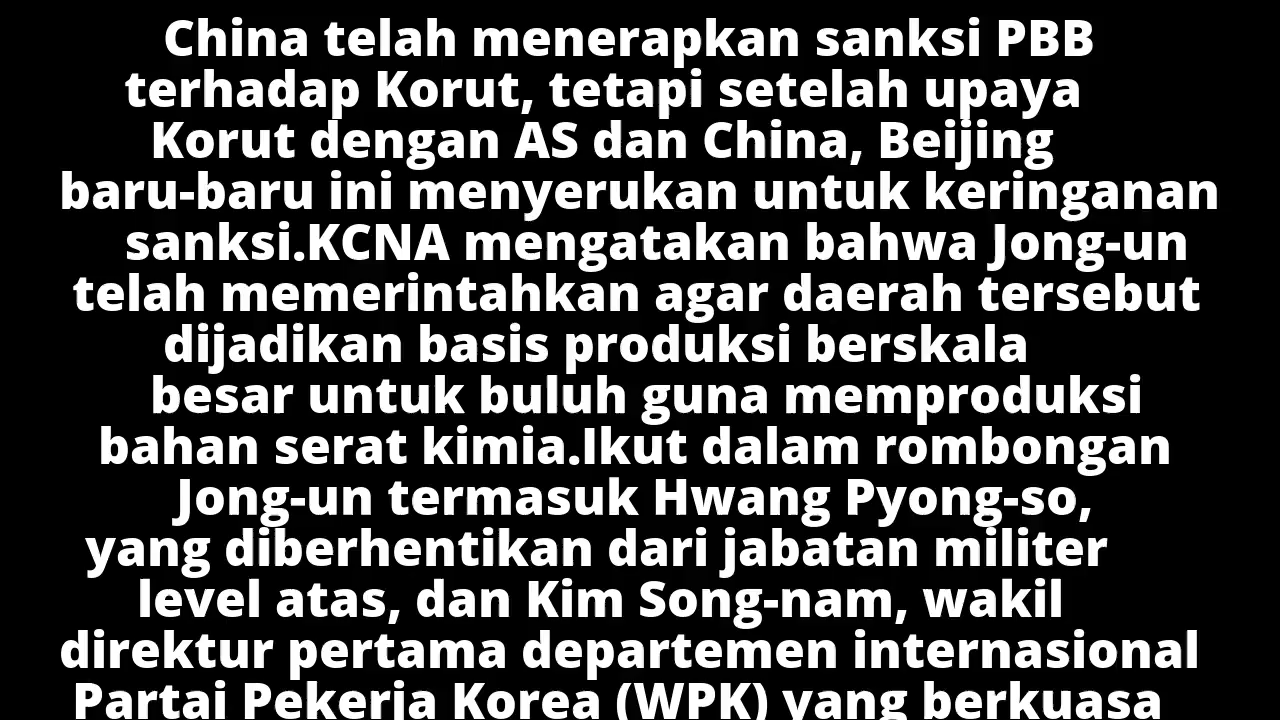 China telah menerapkan sanksi PBB
terhadap Korut, tetapi setelah upaya
Korut dengan AS dan China, Beijing
baru-baru ini menyerukan untuk keringanan
sanksi.KCNA mengatakan bahwa Jong-un
telah memerintahkan agar daerah tersebut
dijadikan basis produksi berskala
besar untuk buluh guna memproduksi
bahan serat kimia.Ikut dalam rombongan
Jong-un termasuk Hwang Pyong-so,
yang diberhentikan dari jabatan militer
level atas, dan Kim Song-nam, wakil
direktur pertama departemen internasional
Partai Pekerja Korea (WPK) yang berkuasa